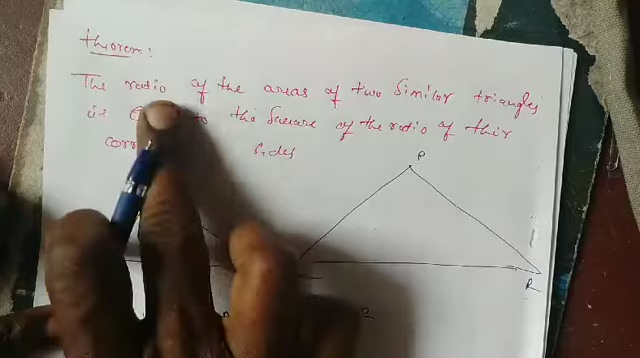 theorem:
The ratio of the areas of two Similar triangles
is to the Square of the ratio of their
Sides
P
R